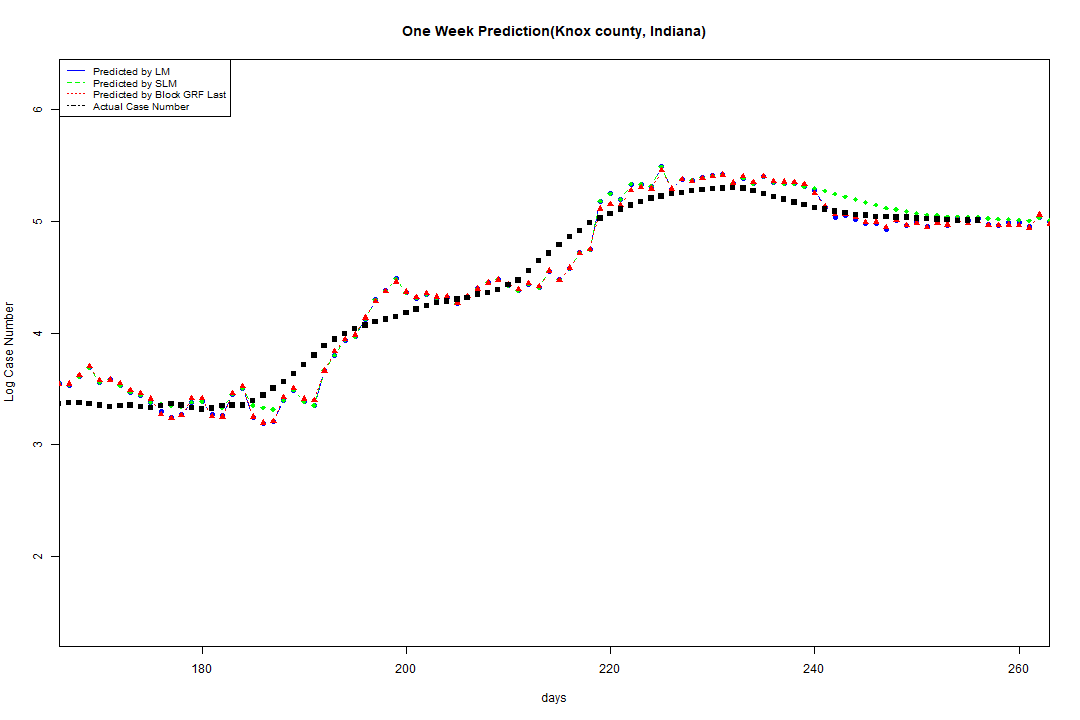 One Week Prediction(Knox county, Indiana)
Predicted by LM
Predicted by SLM
Predicted by Block GRF Last
Actual Case Number
Log Case Number
6
5
4
3
2
180 200 220 240 260
days